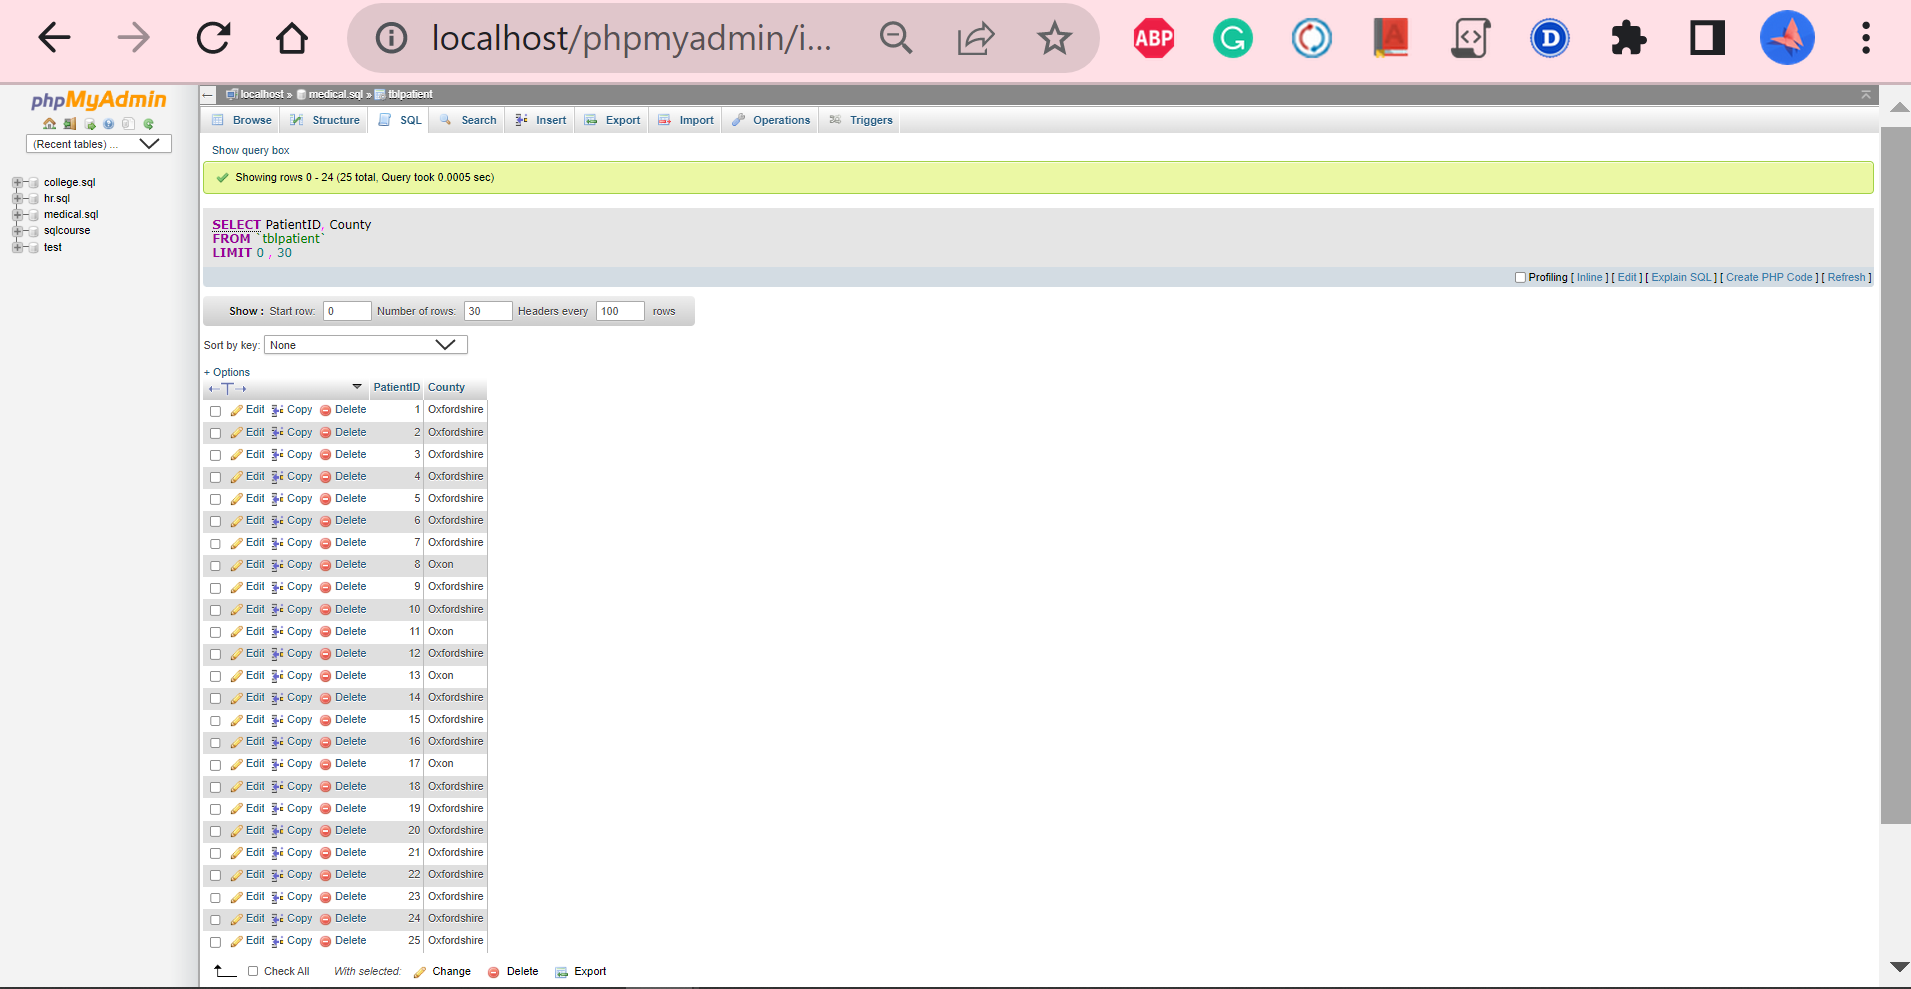 localhost/phpmyadmin/i...
ABP
G
A
D
phpMyAdmin
(Recent tables) ...
college.sql
hr.sql
medical.sql
sqlcourse
test
localhost » medical.sql » tblpatient
Browse Structure SQL Search Insert Export Import Operations Triggers
Show query box
Showing rows 0 - 24 (25 total, Query took 0.0005 sec)
SELECT PatientID, County
FROM `tblpatient`
LIMIT 0 , 30
Profiling [ Inline ] [ Edit ] [ Explain SQL ] [ Create PHP Code ] [ Refresh ]
Show : Start row: 0 Number of rows: 30 Headers every 100 rows
Sort by key: None
+ Options
←T→ PatientID County
Edit Copy Delete 1 Oxfordshire
Edit Copy Delete 2 Oxfordshire
Edit Copy Delete 3 Oxfordshire
Edit Copy Delete 4 Oxfordshire
Edit Copy Delete 5 Oxfordshire
Edit Copy Delete 6 Oxfordshire
Edit Copy Delete 7 Oxfordshire
Edit Copy Delete 8 Oxon
Edit Copy Delete 9 Oxfordshire
Edit Copy Delete 10 Oxfordshire
Edit Copy Delete 11 Oxon
Edit Copy Delete 12 Oxfordshire
Edit Copy Delete 13 Oxon
Edit Copy Delete 14 Oxfordshire
Edit Copy Delete 15 Oxfordshire
Edit Copy Delete 16 Oxfordshire
Edit Copy Delete 17 Oxon
Edit Copy Delete 18 Oxfordshire
Edit Copy Delete 19 Oxfordshire
Edit Copy Delete 20 Oxfordshire
Edit Copy Delete 21 Oxfordshire
Edit Copy Delete 22 Oxfordshire
Edit Copy Delete 23 Oxfordshire
Edit Copy Delete 24 Oxfordshire
Edit Copy Delete 25 Oxfordshire
Check All With selected: Change Delete Export